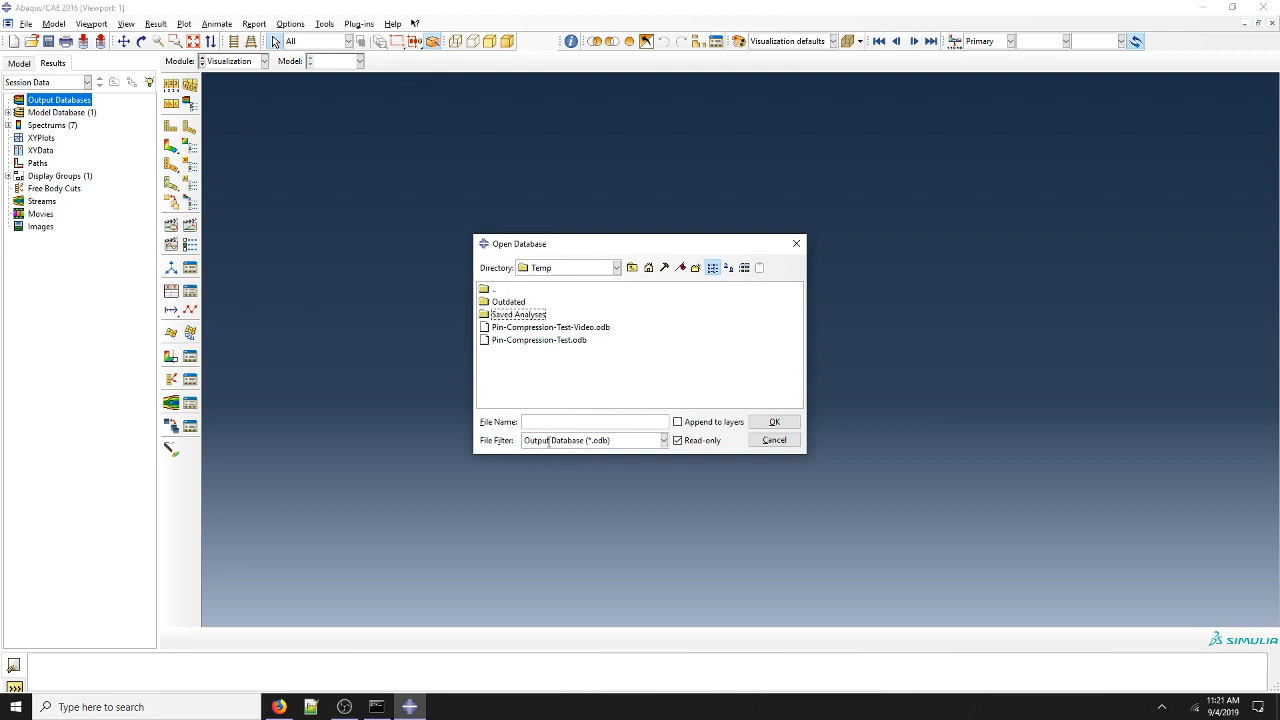 Abaqus/CAE 2016 [Viewport: 1]
File Model Viewport View Result Plot Animate Report Options Tools Plug-ins Help
All Visualization defaults Primary
Model Results Module: Visualization Model:
Session Data
Output Databases
Model Database (1)
Spectrums (7)
XYPlots
XYData
Paths
Display Groups (1)
Free Body Cuts
Streams
Movies
Images
Open Database
Directory: Temp
..
Outdated
Saved Analyses
Pin-Compression-Test-Video.odb
Pin-Compression-Test.odb
File Name: Append to layers OK
File Filter: Output Database (*.odb) Read-only Cancel
SIMULIA
>>>
Type here to search
11:21 AM
9/4/2019